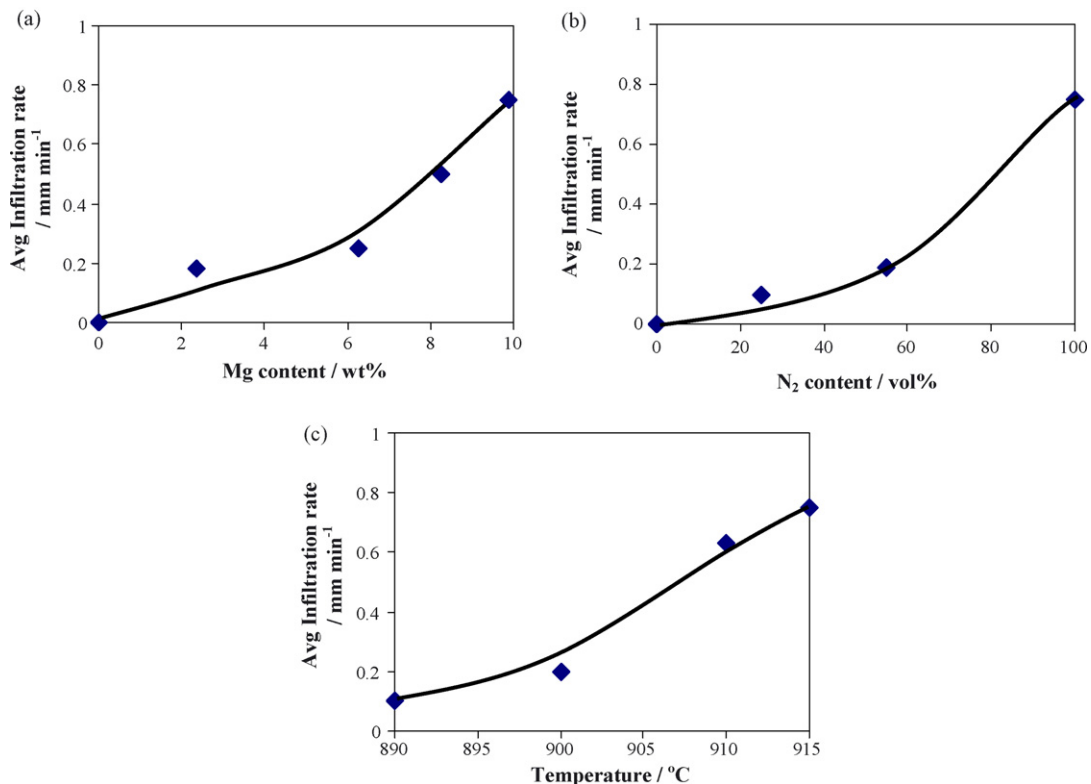 (a)
Avg Infiltration rate
/ mm min⁻¹
1
0.8
0.6
0.4
0.2
0
0 2 4 6 8 10
Mg content / wt%
(b)
Avg Infiltration rate
/ mm min⁻¹
1
0.8
0.6
0.4
0.2
0
0 20 40 60 80 100
N₂ content / vol%
(c)
Avg Infiltration rate
/ mm min⁻¹
1
0.8
0.6
0.4
0.2
0
890 895 900 905 910 915
Temperature / °C